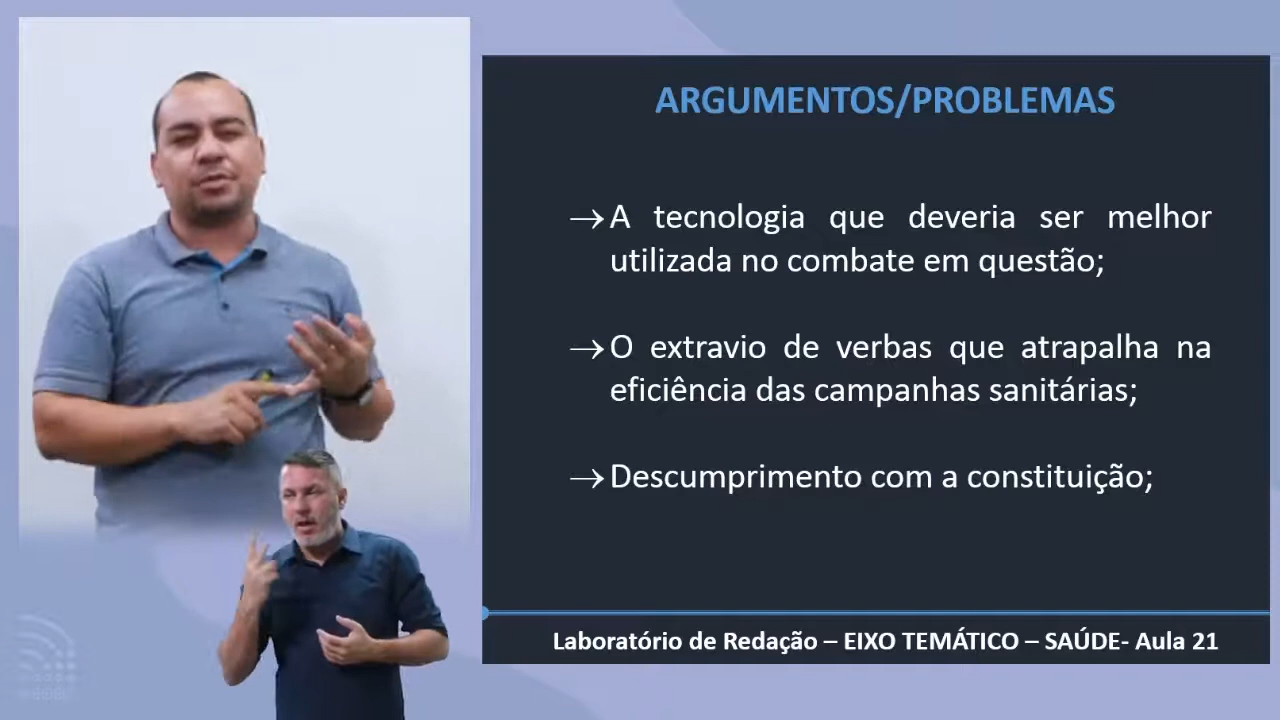 ARGUMENTOS/PROBLEMAS
→A tecnologia que deveria ser melhor
utilizada no combate em questão;
→O extravio de verbas que atrapalha na
eficiência das campanhas sanitárias;
→Descumprimento com a constituição;
Laboratório de Redação – EIXO TEMÁTICO – SAÚDE- Aula 21